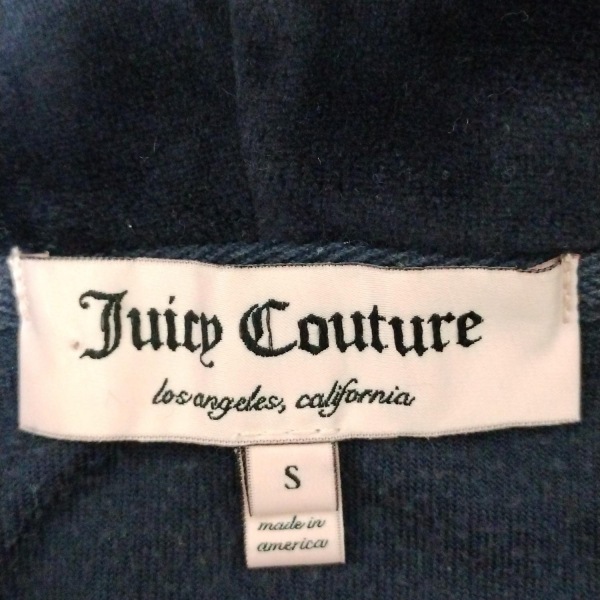 Juicy Couture
los angeles, california
S
made in
america